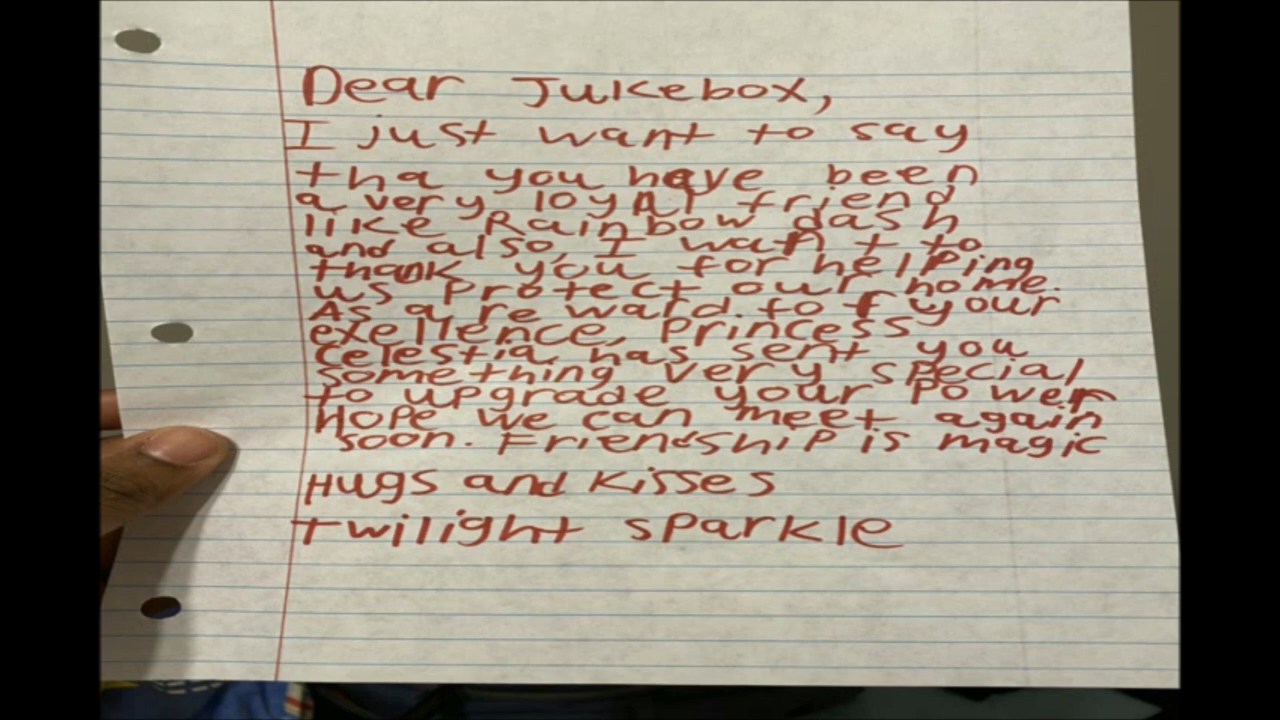 Dear Jukebox,
I just want to say
tha you have been
a very loyal friend
like Rainbow dash
and also, I want to
thank you for helping
us protect our home.
As a reward. fo f your
exellence, Princess
Celestia has sent you
something very special
to upgrade your power
Hope we can meet again
soon. Friendship is magic
Hugs and kisses
Twilight Sparkle